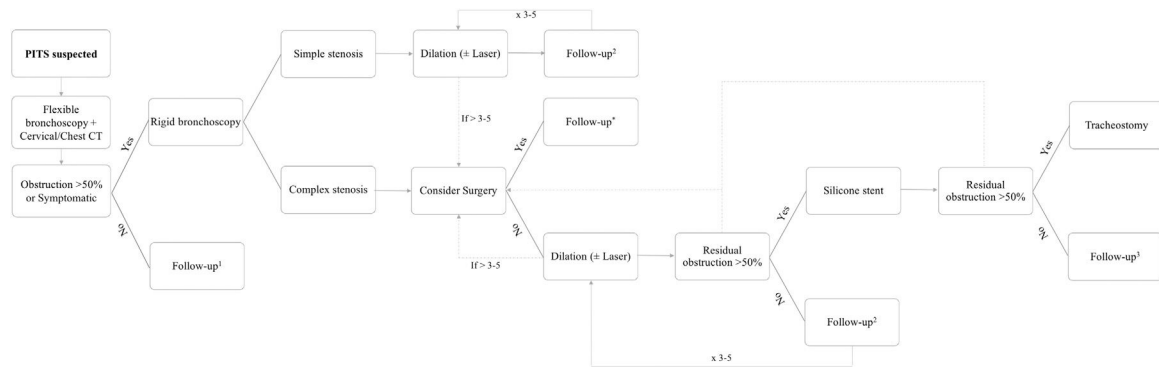 PITS suspected
Flexible
bronchoscopy +
Cervical/Chest CT
Obstruction >50%
or Symptomatic
Yes
No
Rigid bronchoscopy
Follow-up¹
Simple stenosis
Complex stenosis
x 3-5
Dilation (± Laser)
Follow-up²
If > 3-5
Consider Surgery
Yes
No
Follow-up*
If > 3-5
Dilation (± Laser)
Residual
obstruction >50%
Yes
No
Silicone stent
Follow-up²
x 3-5
Residual
obstruction >50%
Yes
No
Tracheostomy
Follow-up³